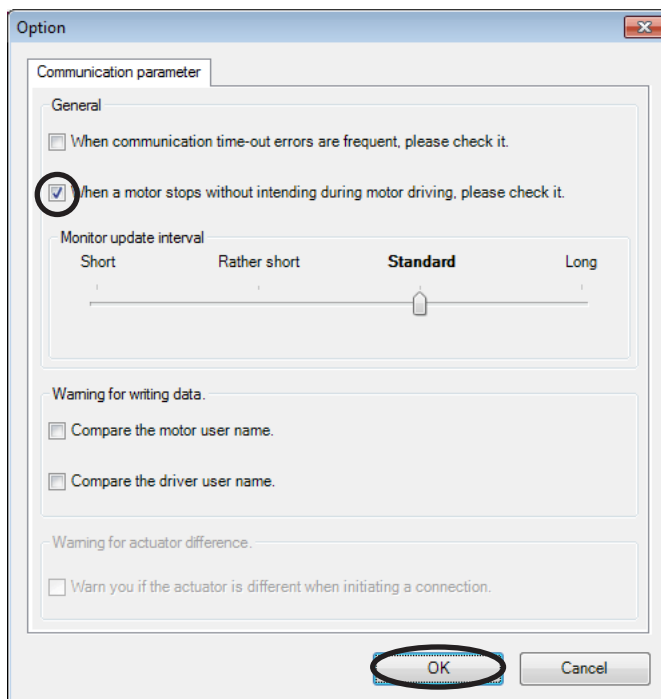 Option
Communication parameter
General
When communication time-out errors are frequent, please check it.
When a motor stops without intending during motor driving, please check it.
Monitor update interval
Short Rather short Standard Long
Warning for writing data.
Compare the motor user name.
Compare the driver user name.
Warning for actuator difference.
Warn you if the actuator is different when initiating a connection.
OK Cancel